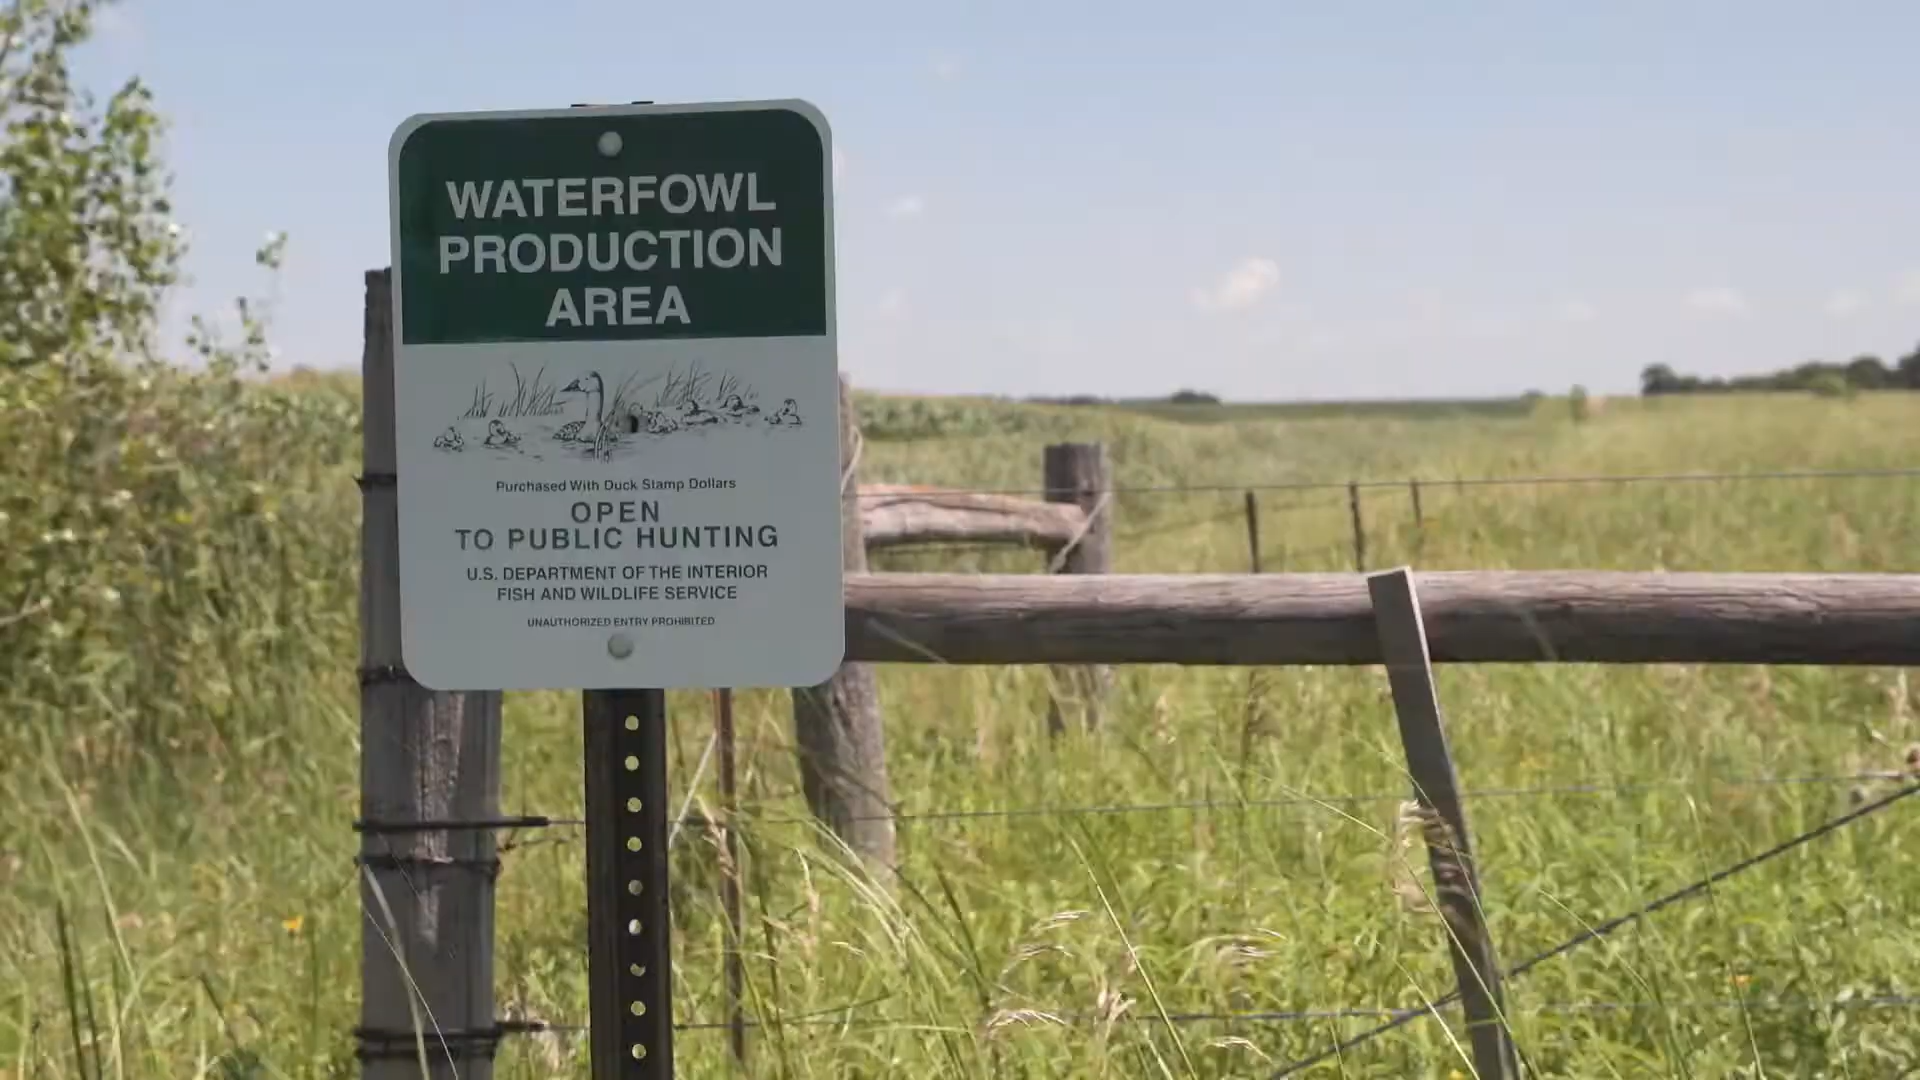 WATERFOWL
PRODUCTION
AREA
Purchased With Duck Stamp Dollars
OPEN
TO PUBLIC HUNTING
U.S. DEPARTMENT OF THE INTERIOR
FISH AND WILDLIFE SERVICE
UNAUTHORIZED ENTRY PROHIBITED